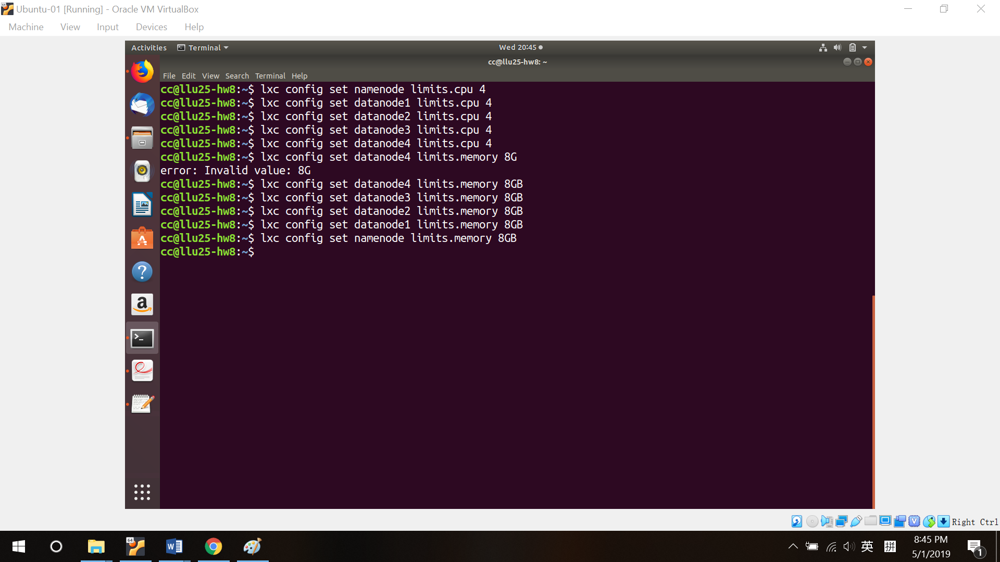 Ubuntu-01 [Running] - Oracle VM VirtualBox
Machine View Input Devices Help
Activities Terminal Wed 20:45
cc@llu25-hw8: ~
File Edit View Search Terminal Help
cc@llu25-hw8:~$ lxc config set namenode limits.cpu 4
cc@llu25-hw8:~$ lxc config set datanode1 limits.cpu 4
cc@llu25-hw8:~$ lxc config set datanode2 limits.cpu 4
cc@llu25-hw8:~$ lxc config set datanode3 limits.cpu 4
cc@llu25-hw8:~$ lxc config set datanode4 limits.cpu 4
cc@llu25-hw8:~$ lxc config set datanode4 limits.memory 8G
error: Invalid value: 8G
cc@llu25-hw8:~$ lxc config set datanode4 limits.memory 8GB
cc@llu25-hw8:~$ lxc config set datanode3 limits.memory 8GB
cc@llu25-hw8:~$ lxc config set datanode2 limits.memory 8GB
cc@llu25-hw8:~$ lxc config set datanode1 limits.memory 8GB
cc@llu25-hw8:~$ lxc config set namenode limits.memory 8GB
cc@llu25-hw8:~$
Right Ctrl
英 拼 8:45 PM
5/1/2019
1